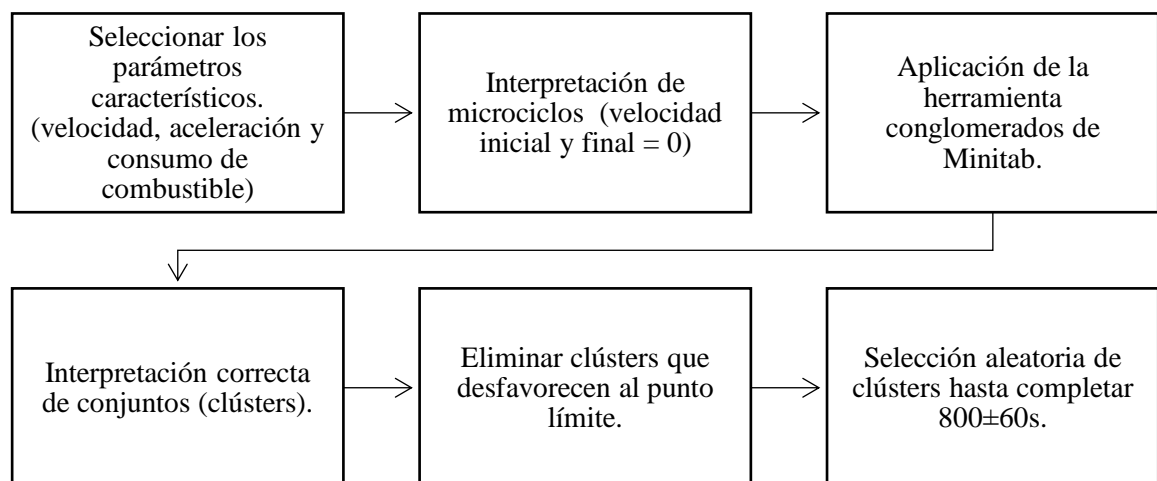 Seleccionar los
parámetros
característicos.
(velocidad, aceleración y
consumo de
combustible)
Interpretación de
microciclos (velocidad
inicial y final = 0)
Aplicación de la
herramienta
conglomerados de
Minitab.
Interpretación correcta
de conjuntos (clústers).
Eliminar clústers que
desfavorecen al punto
límite.
Selección aleatoria de
clústers hasta completar
800±60s.